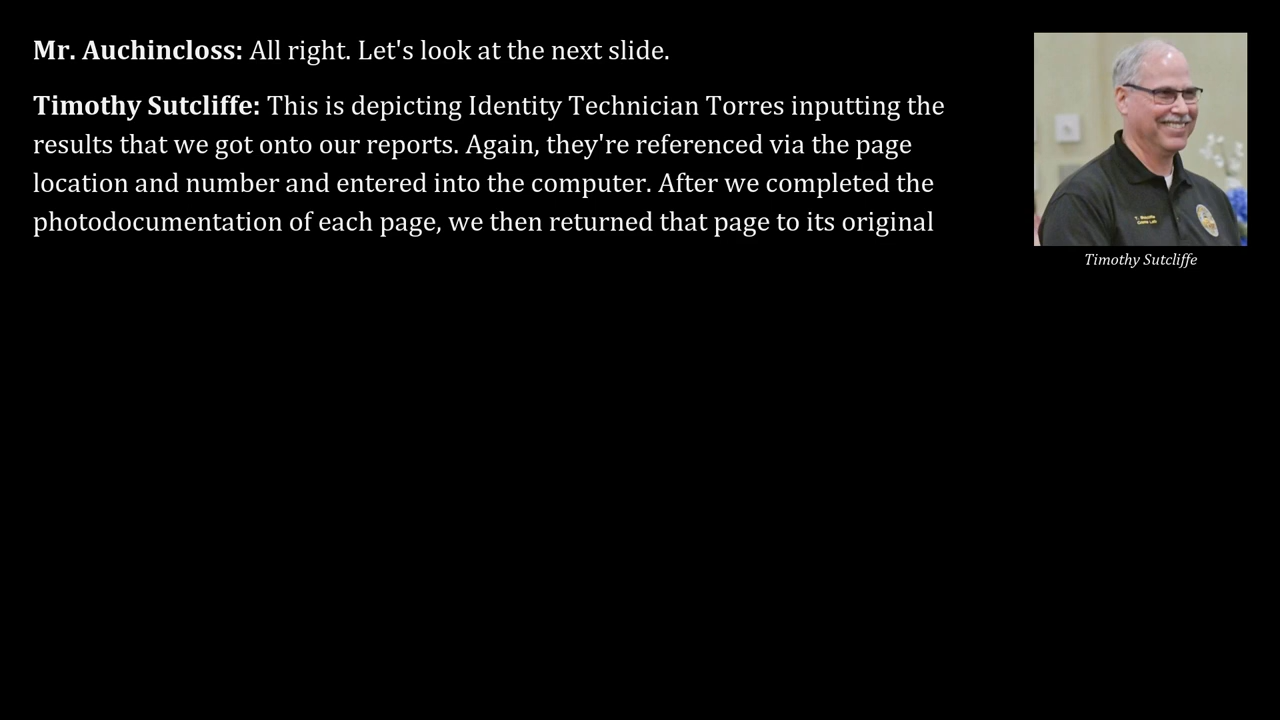 Mr. Auchincloss: All right. Let's look at the next slide.
Timothy Sutcliffe: This is depicting Identity Technician Torres inputting the
results that we got onto our reports. Again, they're referenced via the page
location and number and entered into the computer. After we completed the
photodocumentation of each page, we then returned that page to its original
Timothy Sutcliffe